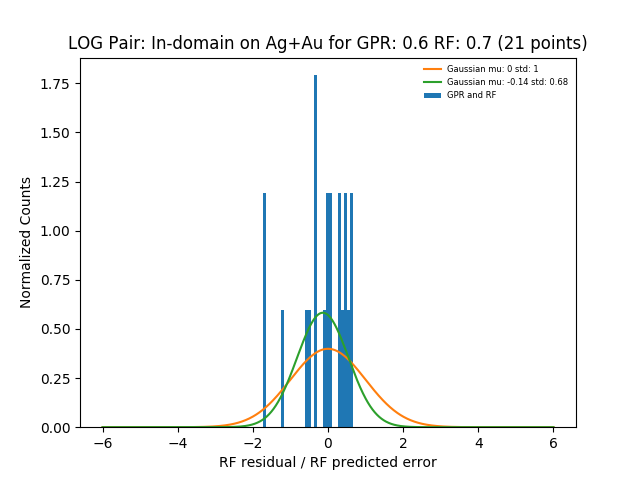 LOG Pair: In-domain on Ag+Au for GPR: 0.6 RF: 0.7 (21 points)
Gaussian mu: 0 std: 1
Gaussian mu: -0.14 std: 0.68
GPR and RF
Normalized Counts
1.75
1.50
1.25
1.00
0.75
0.50
0.25
0.00
−6 −4 −2 0 2 4 6
RF residual / RF predicted error